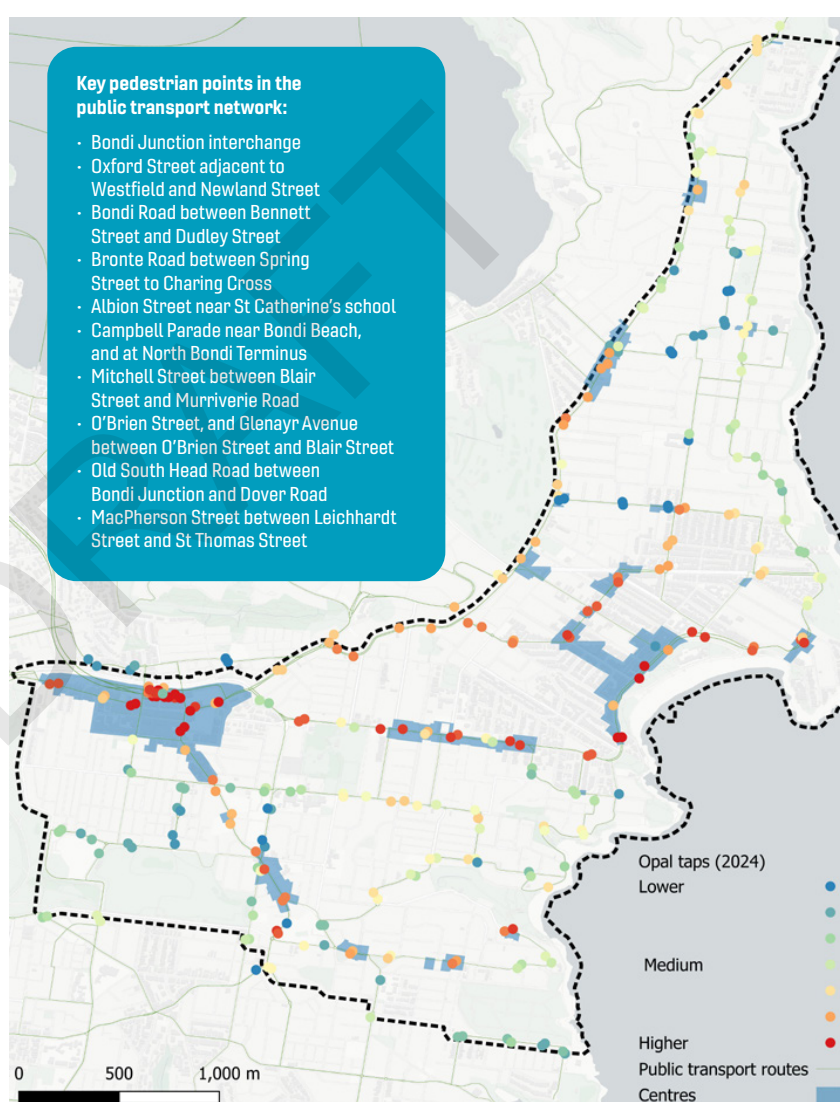 Key pedestrian points in the
public transport network:
· Bondi Junction interchange
· Oxford Street adjacent to
Westfield and Newland Street
· Bondi Road between Bennett
Street and Dudley Street
· Bronte Road between Spring
Street to Charing Cross
· Albion Street near St Catherine's school
· Campbell Parade near Bondi Beach,
and at North Bondi Terminus
· Mitchell Street between Blair
Street and Murriverie Road
· O'Brien Street, and Glenayr Avenue
between O'Brien Street and Blair Street
· Old South Head Road between
Bondi Junction and Dover Road
· MacPherson Street between Leichhardt
Street and St Thomas Street
DRAFT
Opal taps (2024)
Lower
Medium
Higher
Public transport routes
Centres
0 500 1,000 m